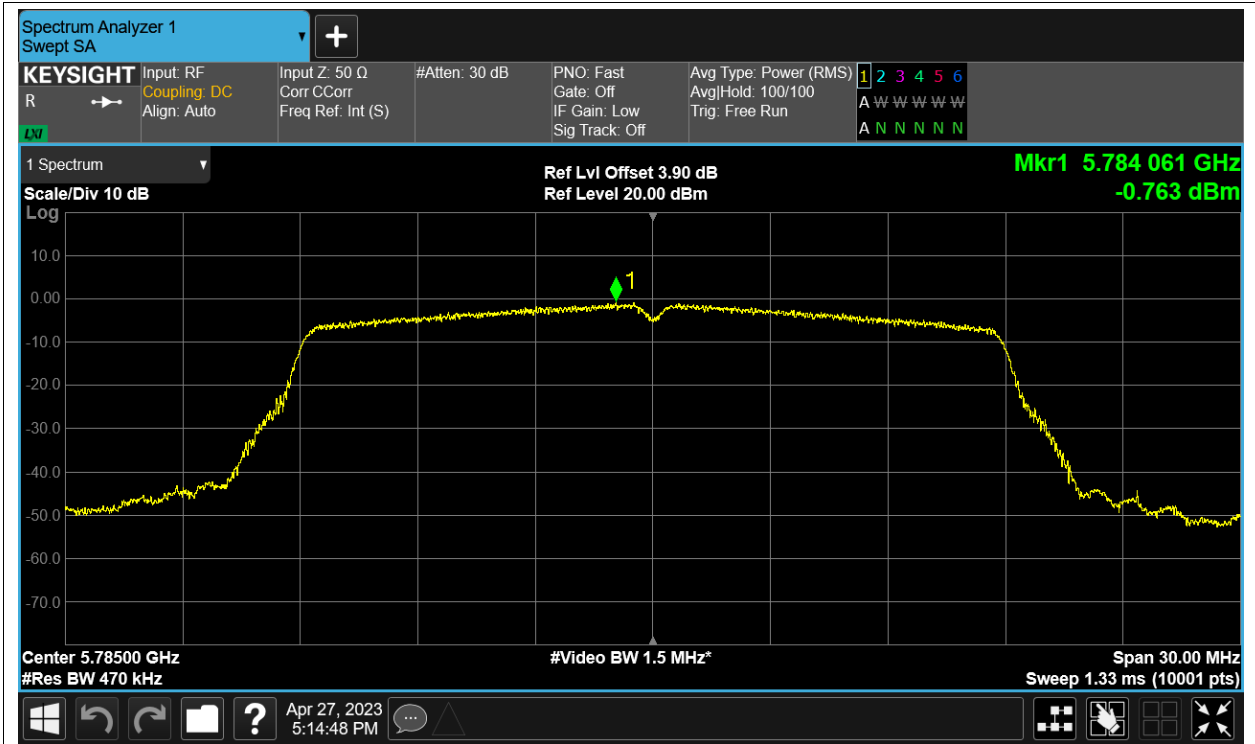 Spectrum Analyzer 1
Swept SA
KEYSIGHT
R
LXI
Input: RF
Coupling: DC
Align: Auto
Input Z: 50 Ω
Corr CCorr
Freq Ref: Int (S)
#Atten: 30 dB
PNO: Fast
Gate: Off
IF Gain: Low
Sig Track: Off
Avg Type: Power (RMS)
Avg|Hold: 100/100
Trig: Free Run
1 2 3 4 5 6
A W W W W W
A N N N N N
1 Spectrum
Scale/Div 10 dB
Log
Ref Lvl Offset 3.90 dB
Ref Level 20.00 dBm
Mkr1 5.784 061 GHz
-0.763 dBm
1
10.0
0.00
-10.0
-20.0
-30.0
-40.0
-50.0
-60.0
-70.0
Center 5.78500 GHz
#Res BW 470 kHz
#Video BW 1.5 MHz*
Span 30.00 MHz
Sweep 1.33 ms (10001 pts)
?
Apr 27, 2023
5:14:48 PM